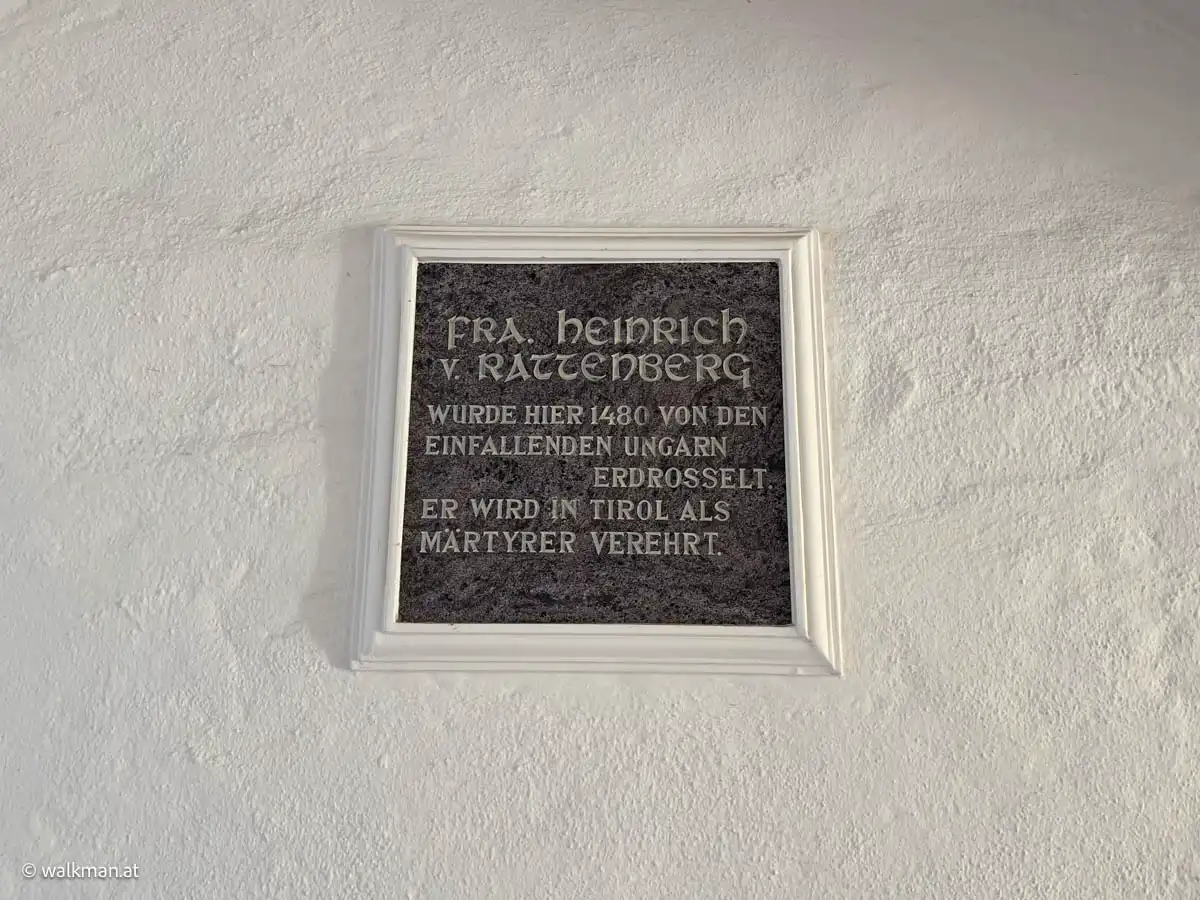 FRA. HEINRICH
V. RATTENBERG
WURDE HIER 1480 VON DEN
EINFALLENDEN UNGARN
ERDROSSELT.
ER WIRD IN TIROL ALS
MÄRTYRER VEREHRT.
© walkman.at